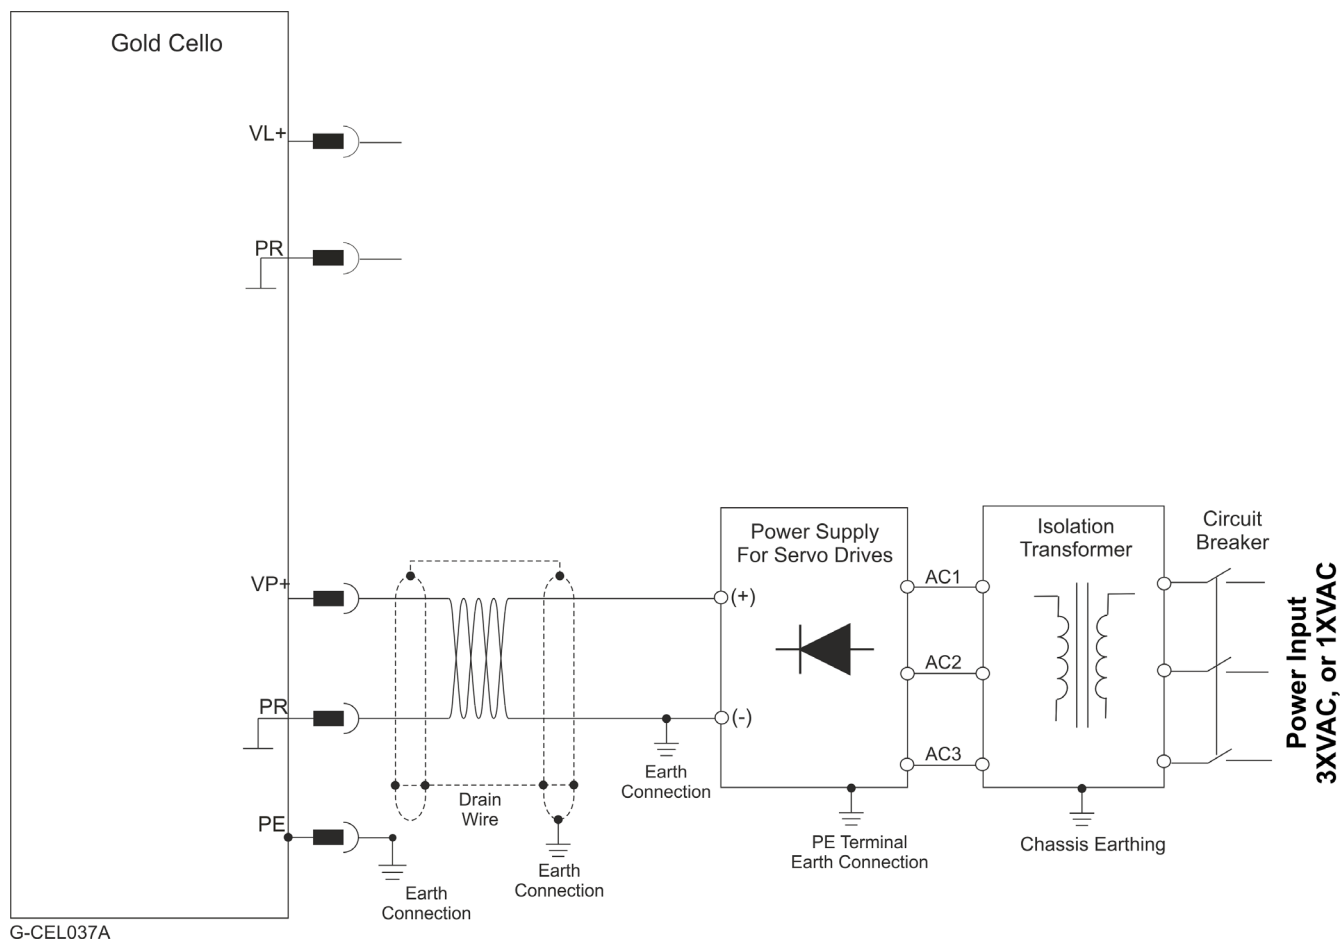 Gold Cello
VL+
PR
VP+
PR
PE
Drain
Wire
Earth
Connection
Earth
Connection
Earth
Connection
Power Supply
For Servo Drives
(+)
(-)
PE Terminal
Earth Connection
AC1
AC2
AC3
Isolation
Transformer
Chassis Earthing
Circuit
Breaker
Power Input
3XVAC, or 1XVAC
G-CEL037A